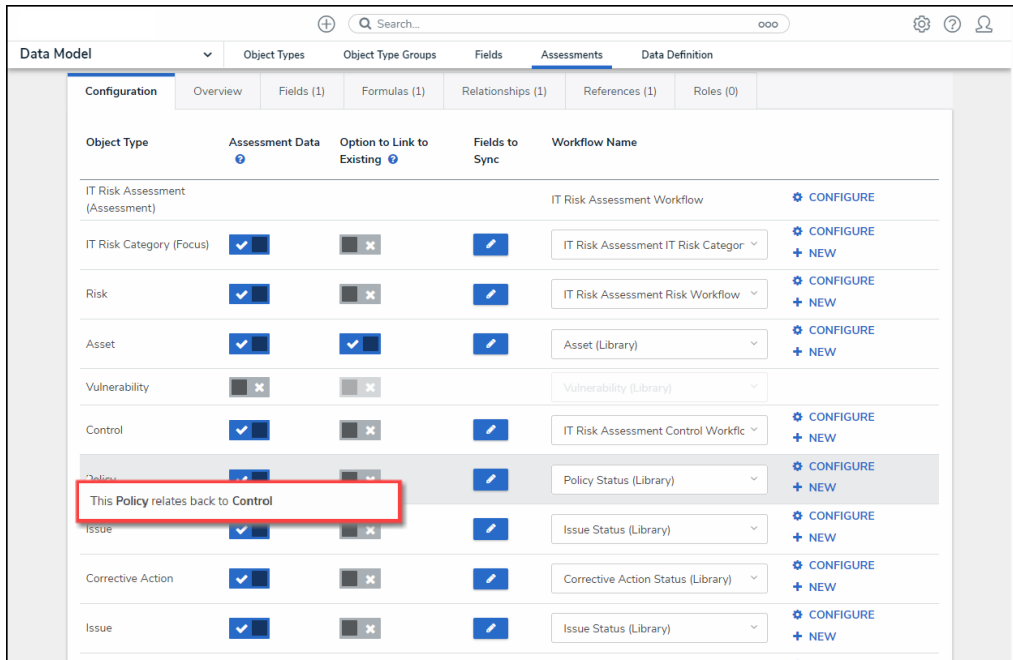 Search...
Data Model
Object Types
Object Type Groups
Fields
Assessments
Data Definition
Configuration
Overview
Fields (1)
Formulas (1)
Relationships (1)
References (1)
Roles (0)
Object Type
Assessment Data
Option to Link to
Existing
Fields to
Sync
Workflow Name
IT Risk Assessment
(Assessment)
IT Risk Assessment Workflow
CONFIGURE
IT Risk Category (Focus)
IT Risk Assessment IT Risk Categor
CONFIGURE
+ NEW
Risk
IT Risk Assessment Risk Workflow
CONFIGURE
+ NEW
Asset
Asset (Library)
CONFIGURE
+ NEW
Vulnerability
Vulnerability (Library)
Control
IT Risk Assessment Control Workflc
CONFIGURE
+ NEW
Policy
Policy Status (Library)
CONFIGURE
+ NEW
This Policy relates back to Control
Issue
Issue Status (Library)
CONFIGURE
+ NEW
Corrective Action
Corrective Action Status (Library)
CONFIGURE
+ NEW
Issue
Issue Status (Library)
CONFIGURE
+ NEW